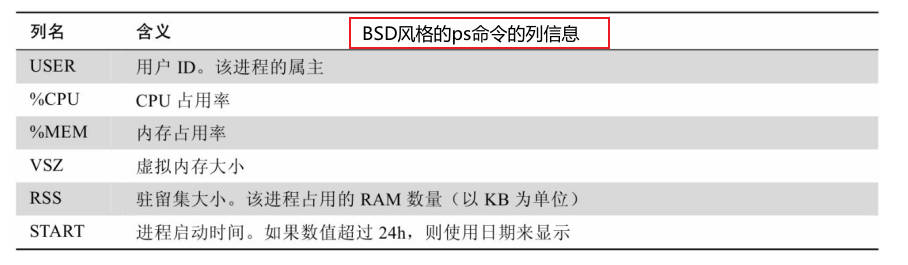 列名 含义 BSD风格的ps命令的列信息
USER 用户 ID。该进程的属主
%CPU CPU 占用率
%MEM 内存占用率
VSZ 虚拟内存大小
RSS 驻留集大小。该进程占用的 RAM 数量（以 KB 为单位）
START 进程启动时间。如果数值超过 24h，则使用日期来显示